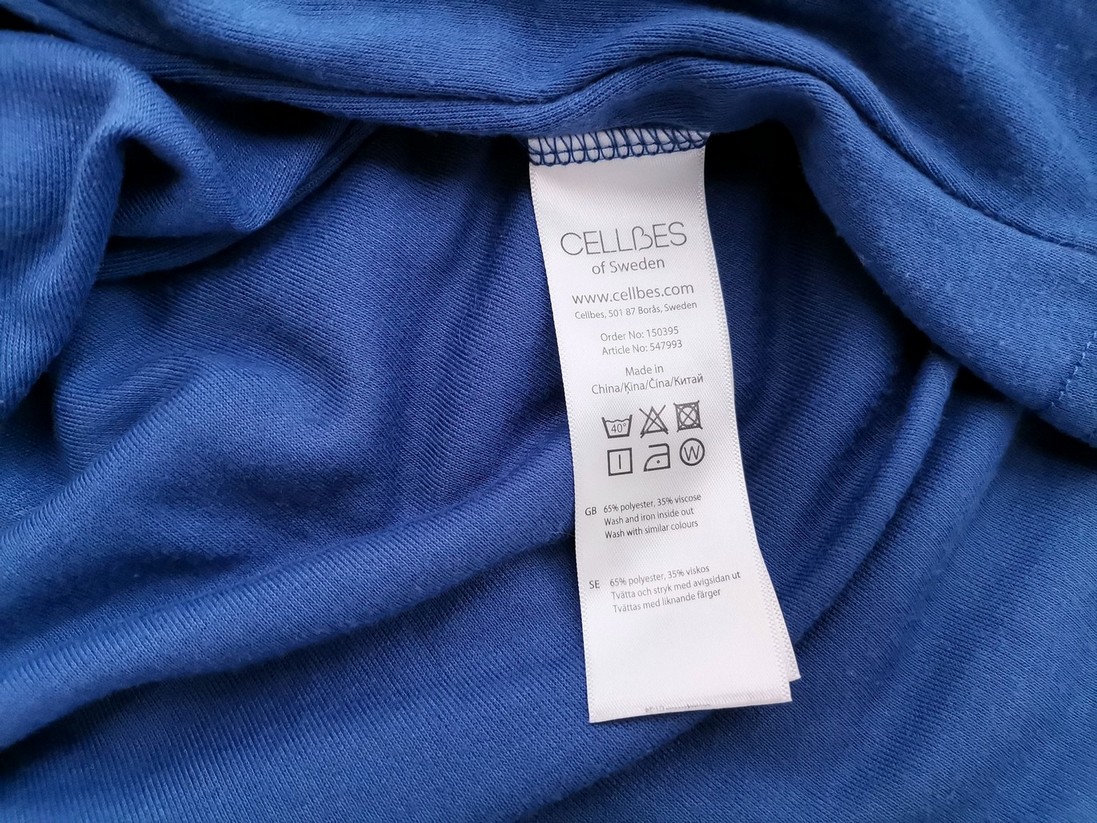 CELLBES
of Sweden
www.cellbes.com
Cellbes, 501 87 Borås, Sweden
Order No: 150395
Article No: 547993
Made in
China/Ķīna/Čína/Китай
40°
W
GB 65% polyester, 35% viscose
Wash and iron inside out
Wash with similar colours
SE 65% polyester, 35% viskos
Tvätta och stryk med avigsidan ut
Tvättas med liknande färger